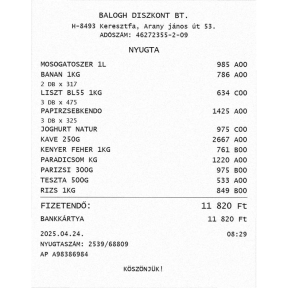 BALOGH DISZKONT BT.
H-8493 Keresztfa, Arany jános út 53.
ADÓSZÁM: 46272355-2-09
NYUGTA
MOSOGATOSZER 1L 985 A00
BANAN 1KG 786 A00
2 DB x 317
LISZT BL55 1KG 634 C00
3 DB x 475
PAPIRZSEBKENDO 1425 A00
3 DB x 325
JOGHURT NATUR 975 C00
KAVE 250G 2667 A00
KENYER FEHER 1KG 761 B00
PARADICSOM KG 1220 A00
PARIZSI 300G 975 B00
TESZTA 500G 533 A00
RIZS 1KG 849 B00
FIZETENDŐ: 11 820 Ft
BANKKÁRTYA 11 820 Ft
2025.04.24. 08:29
NYUGTASZÁM: 2539/68809
AP A98386984
KÖSZÖNJÜK!